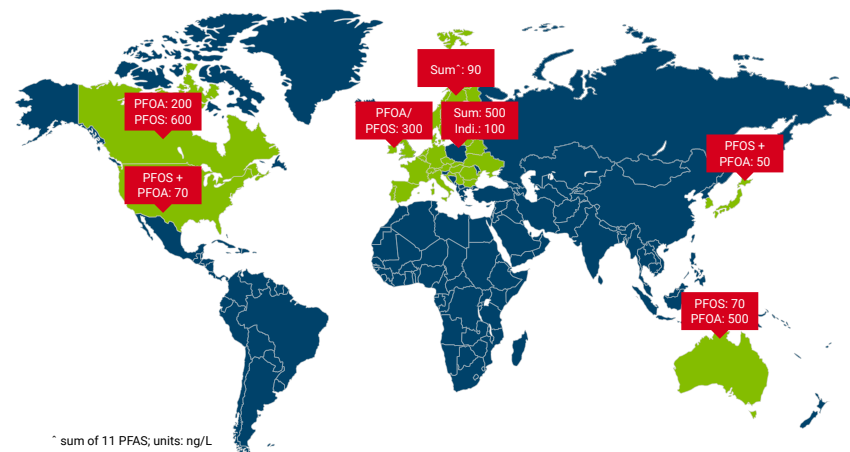 Sumˆ: 90
PFOA: 200
PFOS: 600
PFOA/
PFOS: 300
Sum: 500
Indi.: 100
PFOS +
PFOA: 50
PFOS +
PFOA: 70
PFOS: 70
PFOA: 500
ˆ sum of 11 PFAS; units: ng/L